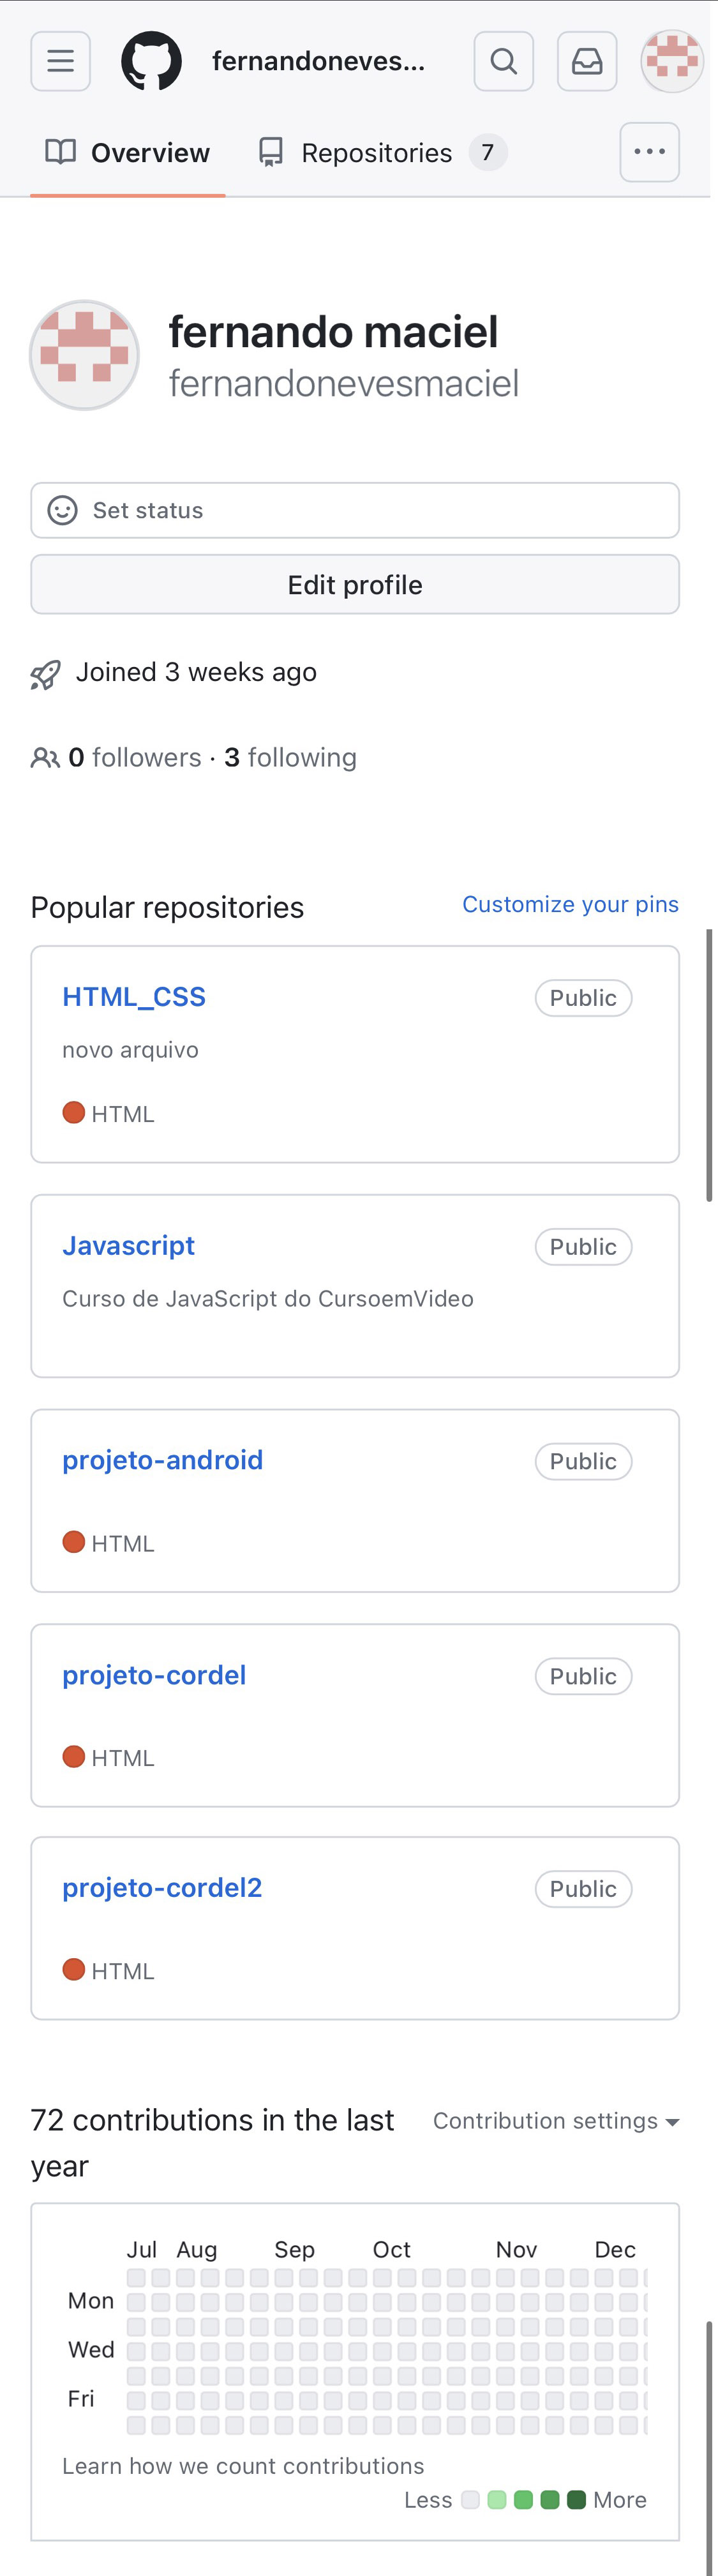 fernandoneves...
Overview
Repositories 7
fernando maciel
fernandonevesmaciel
Set status
Edit profile
Joined 3 weeks ago
0 followers · 3 following
Popular repositories
Customize your pins
HTML_CSS
Public
novo arquivo
HTML
Javascript
Public
Curso de JavaScript do CursoemVideo
projeto-android
Public
HTML
projeto-cordel
Public
HTML
projeto-cordel2
Public
HTML
72 contributions in the last
year
Contribution settings
Jul Aug Sep Oct Nov Dec
Mon
Wed
Fri
Learn how we count contributions
Less More